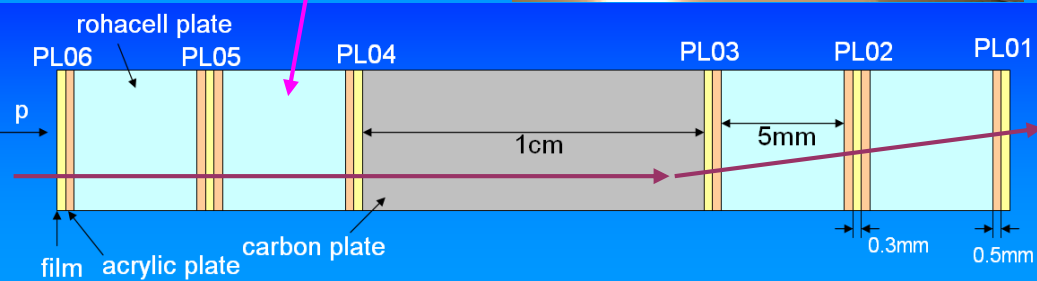 rohacell plate
PL06
PL05
PL04
PL03
PL02
PL01
p
1cm
5mm
carbon plate
0.3mm
0.5mm
film
acrylic plate